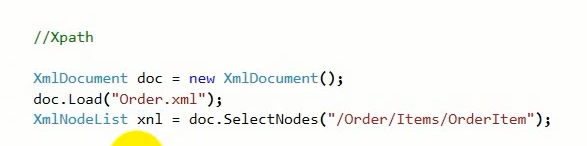 //Xpath
XmlDocument doc = new XmlDocument();
doc.Load("Order.xml");
XmlNodeList xnl = doc.SelectNodes("/Order/Items/OrderItem");